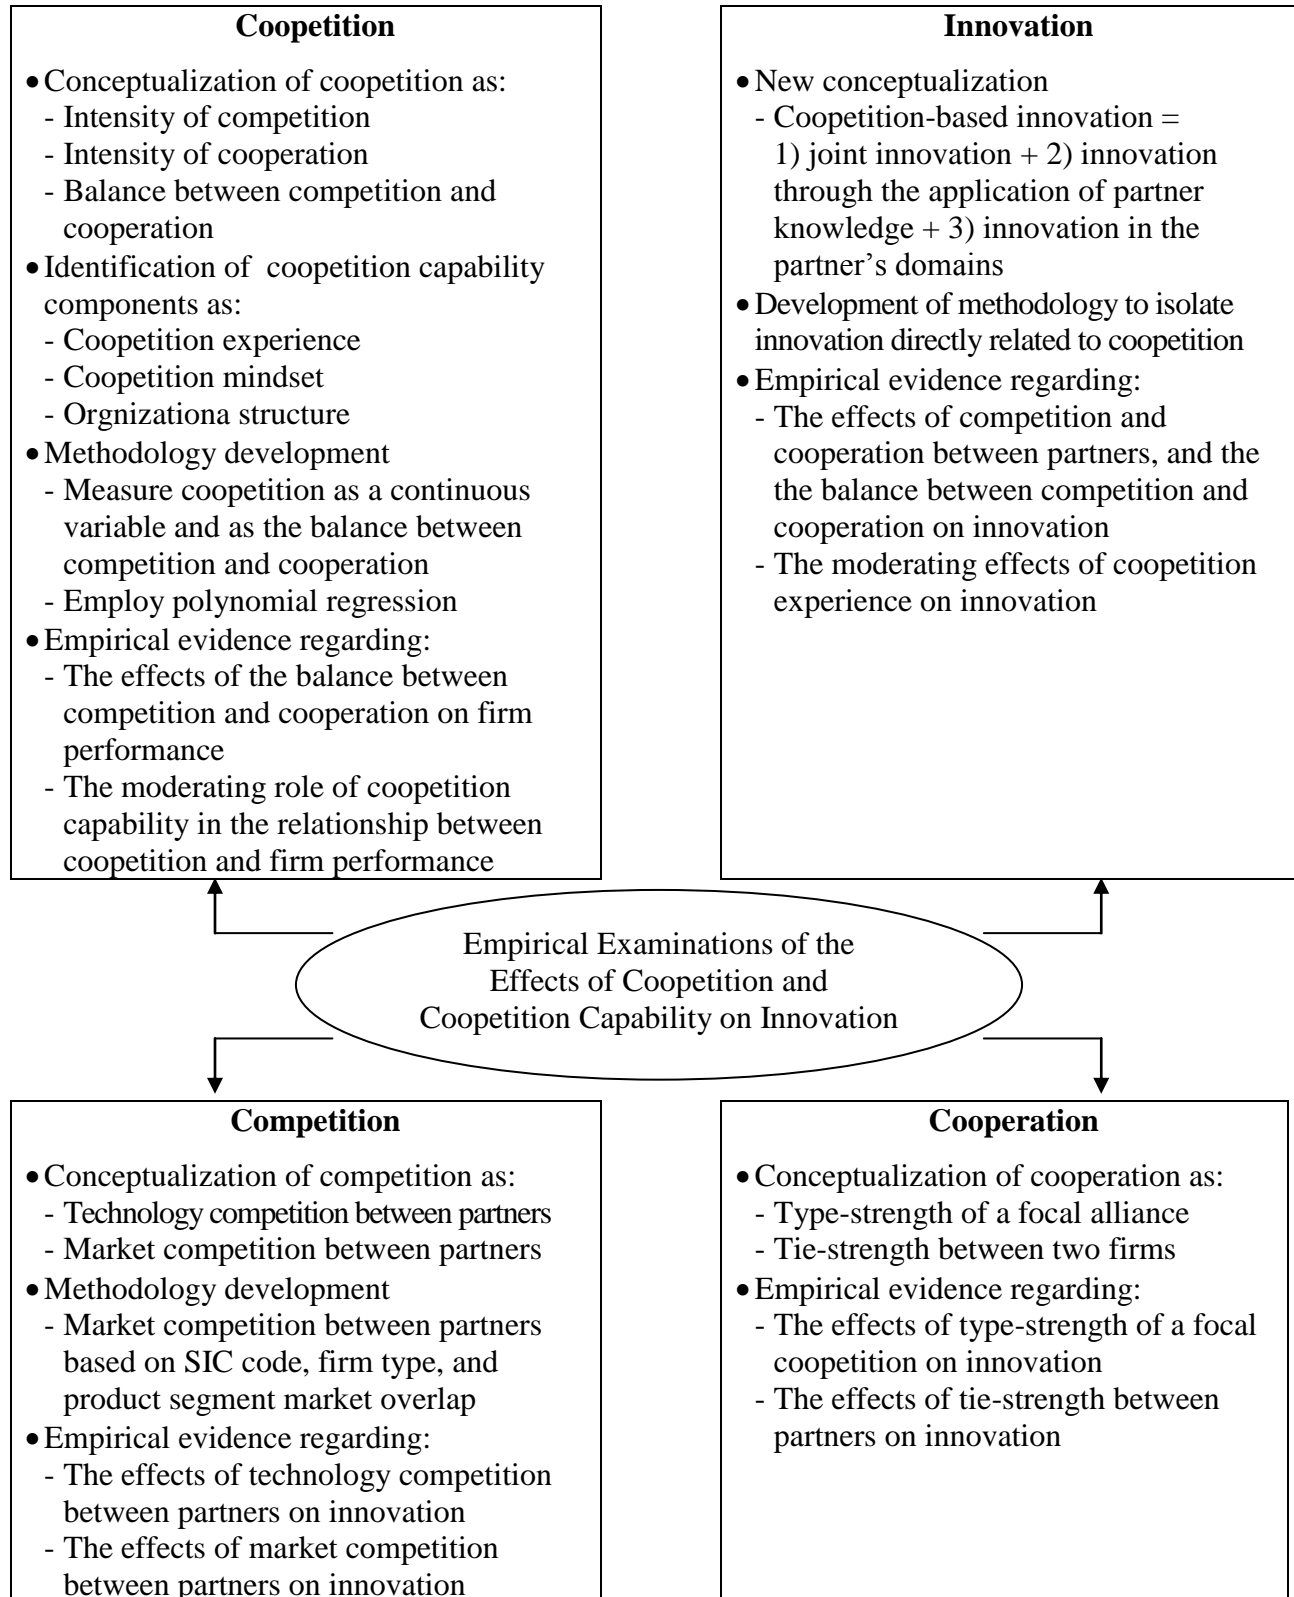 Coopetition
• Conceptualization of coopetition as:
- Intensity of competition
- Intensity of cooperation
- Balance between competition and
cooperation
• Identification of coopetition capability
components as:
- Coopetition experience
- Coopetition mindset
- Orgnizationa structure
• Methodology development
- Measure coopetition as a continuous
variable and as the balance between
competition and cooperation
- Employ polynomial regression
• Empirical evidence regarding:
- The effects of the balance between
competition and cooperation on firm
performance
- The moderating role of coopetition
capability in the relationship between
coopetition and firm performance
Innovation
• New conceptualization
- Coopetition-based innovation =
1) joint innovation + 2) innovation
through the application of partner
knowledge + 3) innovation in the
partner’s domains
• Development of methodology to isolate
innovation directly related to coopetition
• Empirical evidence regarding:
- The effects of competition and
cooperation between partners, and the
the balance between competition and
cooperation on innovation
- The moderating effects of coopetition
experience on innovation
Empirical Examinations of the
Effects of Coopetition and
Coopetition Capability on Innovation
Competition
• Conceptualization of competition as:
- Technology competition between partners
- Market competition between partners
• Methodology development
- Market competition between partners
based on SIC code, firm type, and
product segment market overlap
• Empirical evidence regarding:
- The effects of technology competition
between partners on innovation
- The effects of market competition
between partners on innovation
Cooperation
• Conceptualization of cooperation as:
- Type-strength of a focal alliance
- Tie-strength between two firms
• Empirical evidence regarding:
- The effects of type-strength of a focal
coopetition on innovation
- The effects of tie-strength between
partners on innovation